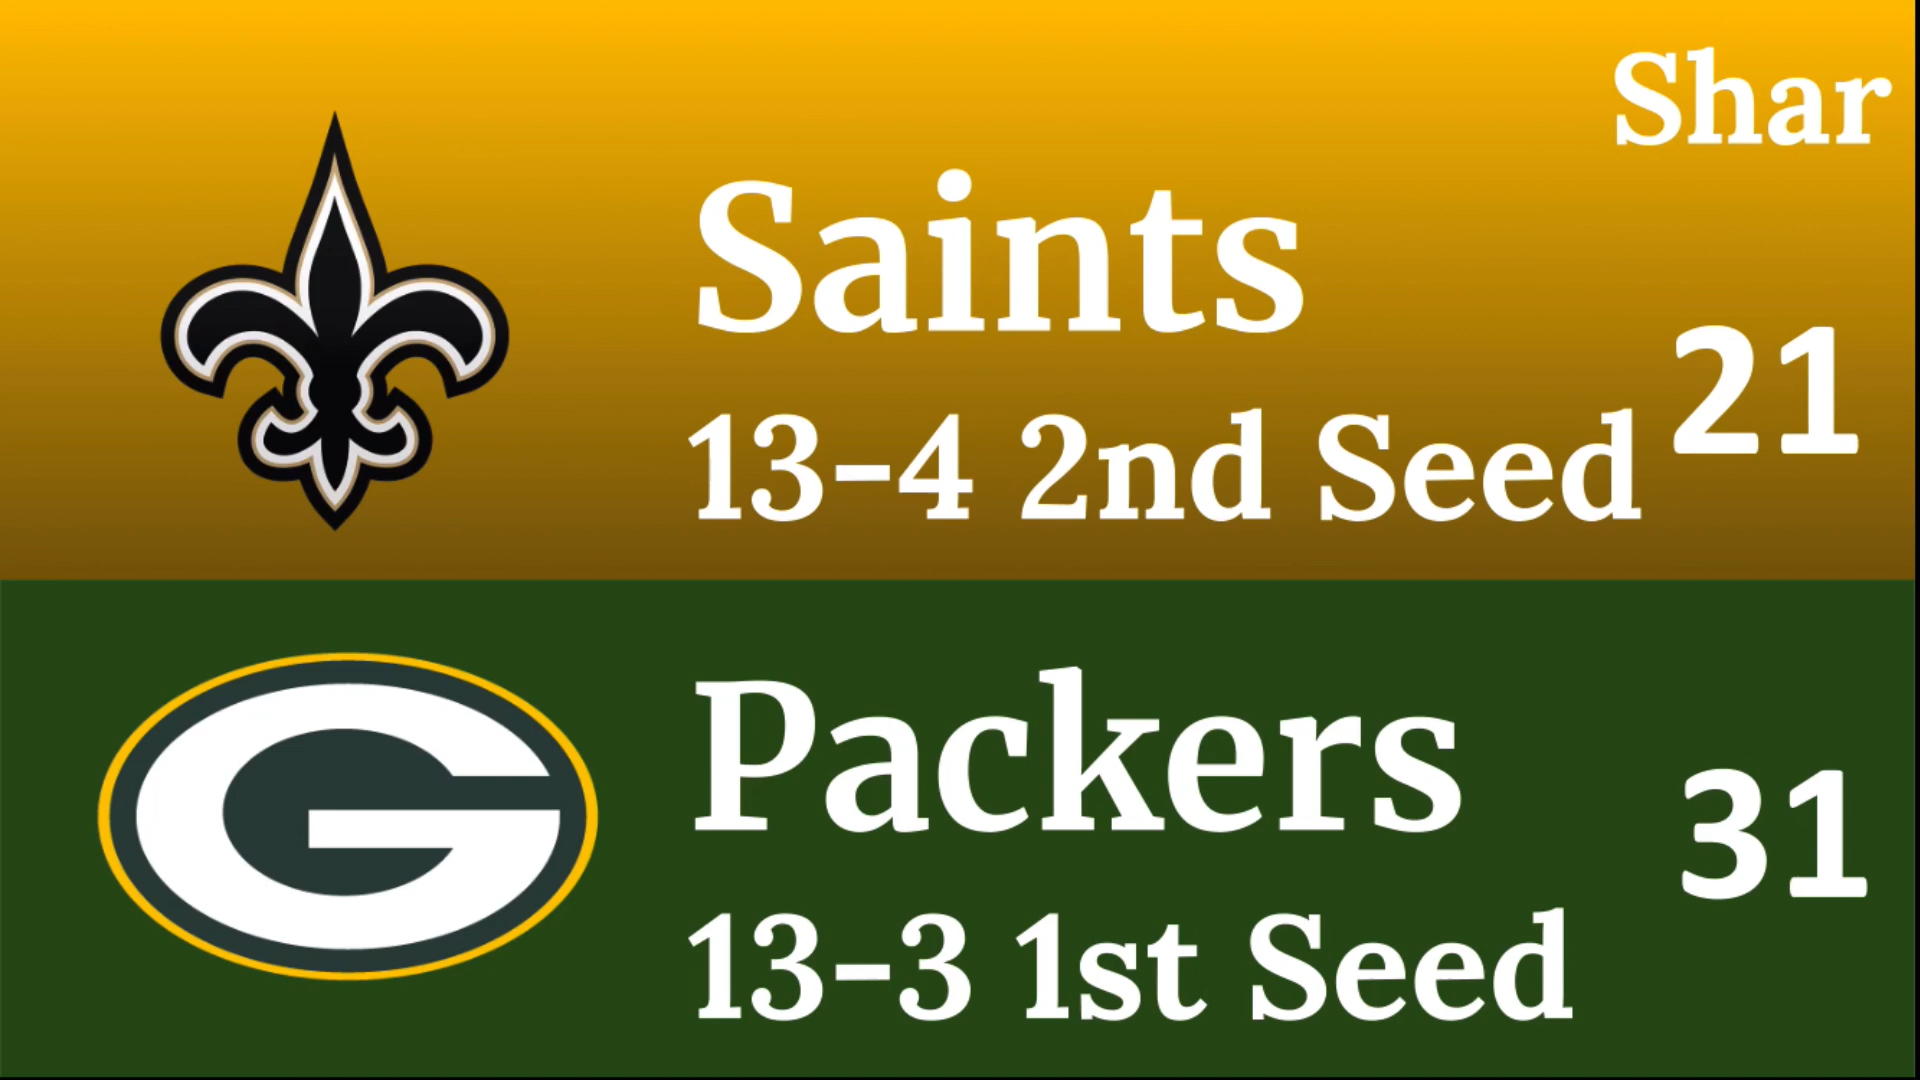 Shar
Saints
13-4 2nd Seed
21
Packers
13-3 1st Seed
31
G